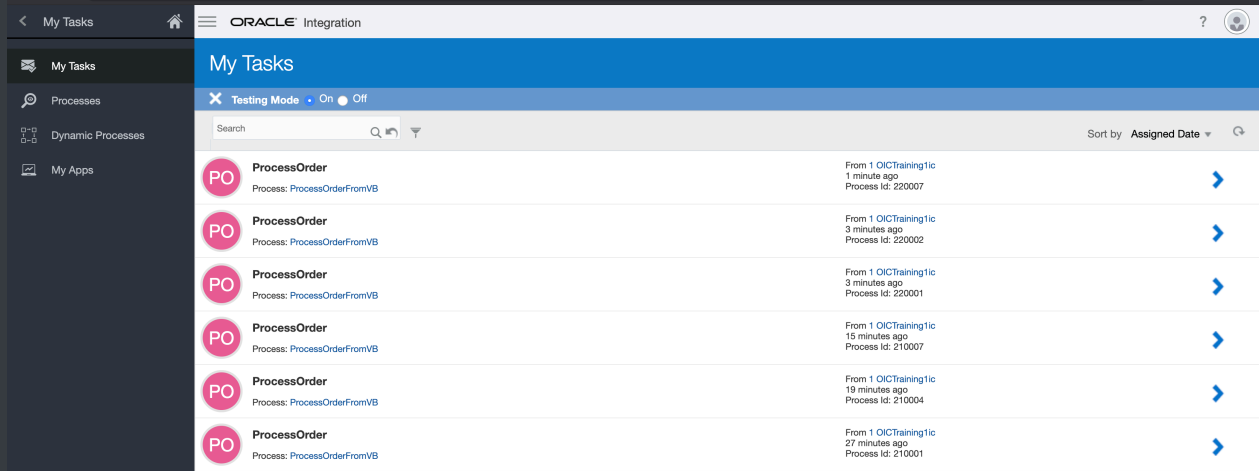 My Tasks
ORACLE Integration
?
My Tasks
Processes
Dynamic Processes
My Apps
My Tasks
Testing Mode On Off
Search
Sort by Assigned Date
PO
ProcessOrder
Process: ProcessOrderFromVB
From 1 OICTraining1ic
1 minute ago
Process Id: 220007
PO
ProcessOrder
Process: ProcessOrderFromVB
From 1 OICTraining1ic
3 minutes ago
Process Id: 220002
PO
ProcessOrder
Process: ProcessOrderFromVB
From 1 OICTraining1ic
3 minutes ago
Process Id: 220001
PO
ProcessOrder
Process: ProcessOrderFromVB
From 1 OICTraining1ic
15 minutes ago
Process Id: 210007
PO
ProcessOrder
Process: ProcessOrderFromVB
From 1 OICTraining1ic
19 minutes ago
Process Id: 210004
PO
ProcessOrder
Process: ProcessOrderFromVB
From 1 OICTraining1ic
27 minutes ago
Process Id: 210001